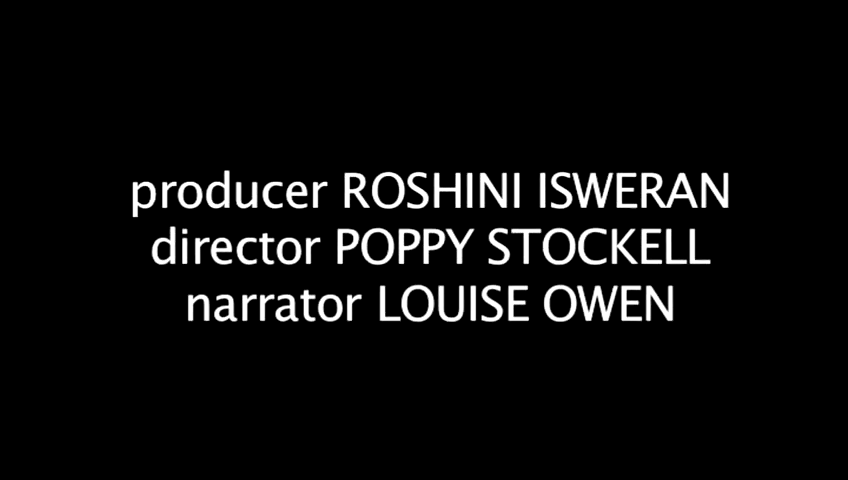 producer ROSHINI ISWERAN
director POPPY STOCKELL
narrator LOUISE OWEN